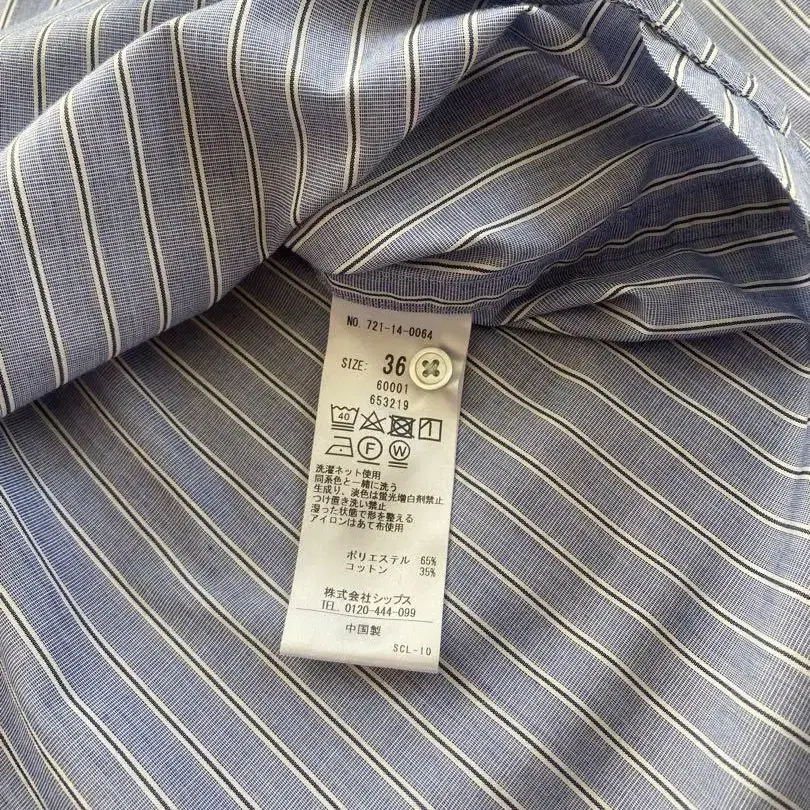 NO. 721-14-0064
SIZE: 36
60001
653219
40
F W
洗濯ネット使用
同系色と一緒に洗う
生成り、淡色は蛍光増白剤禁止
つけ置き洗い禁止
湿った状態で形を整える
アイロンはあて布使用
ポリエステル 65%
コットン 35%
株式会社シップス
TEL. 0120-444-099
中国製
SCL-10